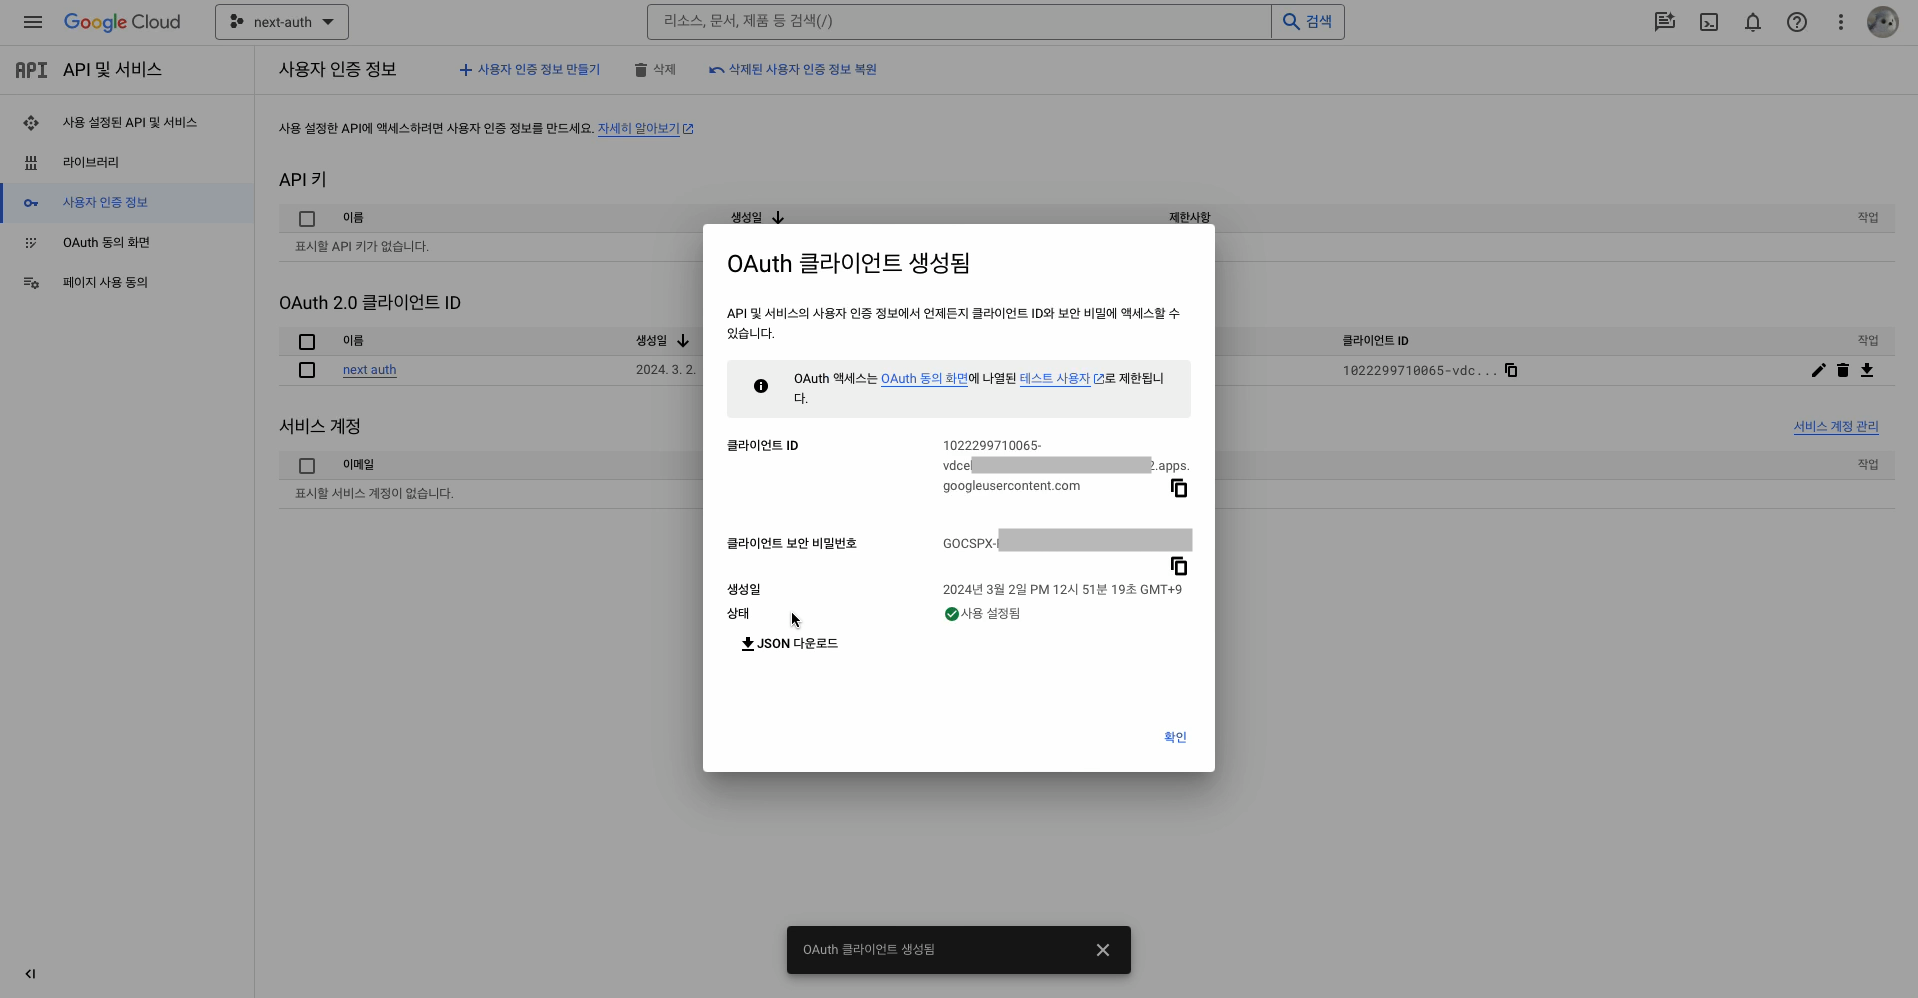 Google Cloud
next-auth
리소스, 문서, 제품 등 검색(/)
검색
API
API 및 서비스
사용자 인증 정보
사용자 인증 정보 만들기
삭제
삭제된 사용자 인증 정보 복원
사용 설정된 API 및 서비스
라이브러리
사용자 인증 정보
OAuth 동의 화면
페이지 사용 동의
사용 설정한 API에 액세스하려면 사용자 인증 정보를 만드세요. 자세히 알아보기
API 키
이름 생성일 제한사항 작업
표시할 API 키가 없습니다.
OAuth 2.0 클라이언트 ID
이름 생성일 클라이언트 ID 작업
next auth 2024. 3. 2. 1022299710065-vdc...
서비스 계정
서비스 계정 관리
이메일 작업
표시할 서비스 계정이 없습니다.
OAuth 클라이언트 생성됨
API 및 서비스의 사용자 인증 정보에서 언제든지 클라이언트 ID와 보안 비밀에 액세스할 수
있습니다.
OAuth 액세스는 OAuth 동의 화면에 나열된 테스트 사용자로 제한됩니
다.
클라이언트 ID 1022299710065-
vdce 2.apps.
googleusercontent.com
클라이언트 보안 비밀번호 GOCSPX-
생성일 2024년 3월 2일 PM 12시 51분 19초 GMT+9
상태 사용 설정됨
JSON 다운로드
확인
OAuth 클라이언트 생성됨